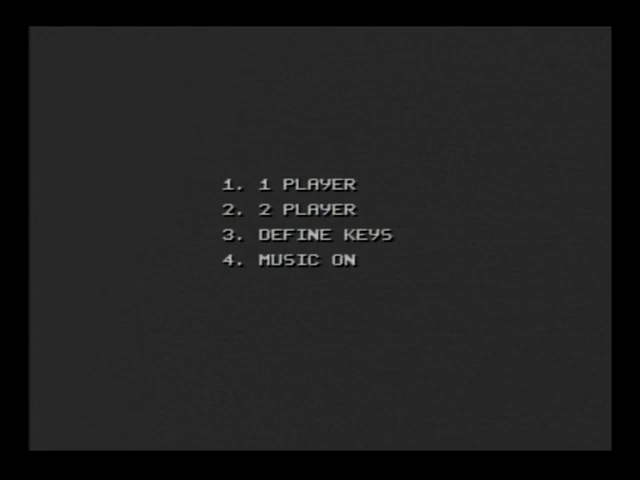 1. 1 PLAYER
2. 2 PLAYER
3. DEFINE KEYS
4. MUSIC ON